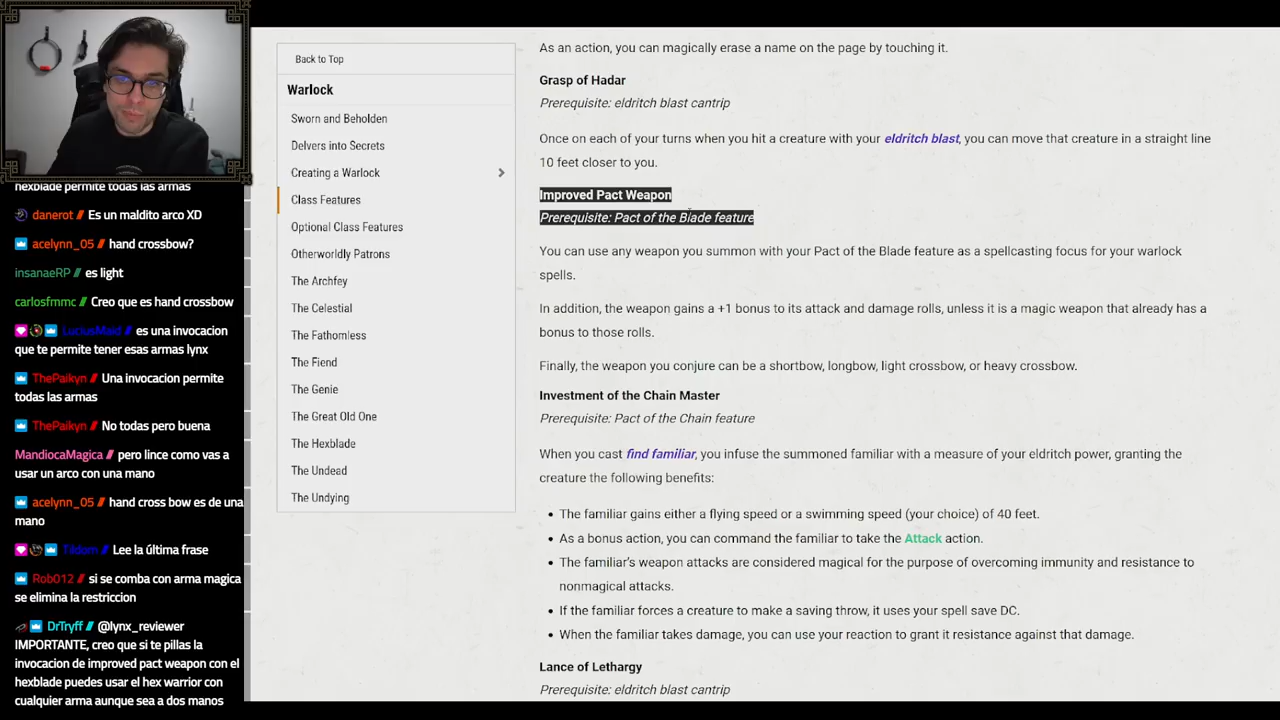 hexblade permite todas las armas
danerot // Es un maldito arco XD
acelynn_05 // hand crossbow?
insanaeRP // es light
carlosfmmc // Creo que es hand crossbow
LuriusMaid // es una invocacion
que te permite tener esas armas lynx
ThePaikyn // Una invocacion permite
todas las armas
ThePaikyn // No todas pero buena
MandiocaMagica // pero lince como vas a
usar un arco con una mano
acelynn_05 // hand cross bow es de una
mano
Tildom // Lee la última frase
Rob012 // si se comba con arma magica
se elimina la restriccion
DrTryff // @lynx_reviewer
IMPORTANTE, creo que si te pillas la
invocacion de improved pact weapon con el
hexblade puedes usar el hex warrior con
cualquier arma aunque sea a dos manos
Back to Top
Warlock
Sworn and Beholden
Delvers into Secrets
Creating a Warlock
Class Features
Optional Class Features
Otherworldly Patrons
The Archfey
The Celestial
The Fathomless
The Fiend
The Genie
The Great Old One
The Hexblade
The Undead
The Undying
As an action, you can magically erase a name on the page by touching it.
Grasp of Hadar
Prerequisite: eldritch blast cantrip
Once on each of your turns when you hit a creature with your eldritch blast, you can move that creature in a straight line
10 feet closer to you.
Improved Pact Weapon
Prerequisite: Pact of the Blade feature
You can use any weapon you summon with your Pact of the Blade feature as a spellcasting focus for your warlock
spells.
In addition, the weapon gains a +1 bonus to its attack and damage rolls, unless it is a magic weapon that already has a
bonus to those rolls.
Finally, the weapon you conjure can be a shortbow, longbow, light crossbow, or heavy crossbow.
Investment of the Chain Master
Prerequisite: Pact of the Chain feature
When you cast find familiar, you infuse the summoned familiar with a measure of your eldritch power, granting the
creature the following benefits:
• The familiar gains either a flying speed or a swimming speed (your choice) of 40 feet.
• As a bonus action, you can command the familiar to take the Attack action.
• The familiar's weapon attacks are considered magical for the purpose of overcoming immunity and resistance to
nonmagical attacks.
• If the familiar forces a creature to make a saving throw, it uses your spell save DC.
• When the familiar takes damage, you can use your reaction to grant it resistance against that damage.
Lance of Lethargy
Prerequisite: eldritch blast cantrip